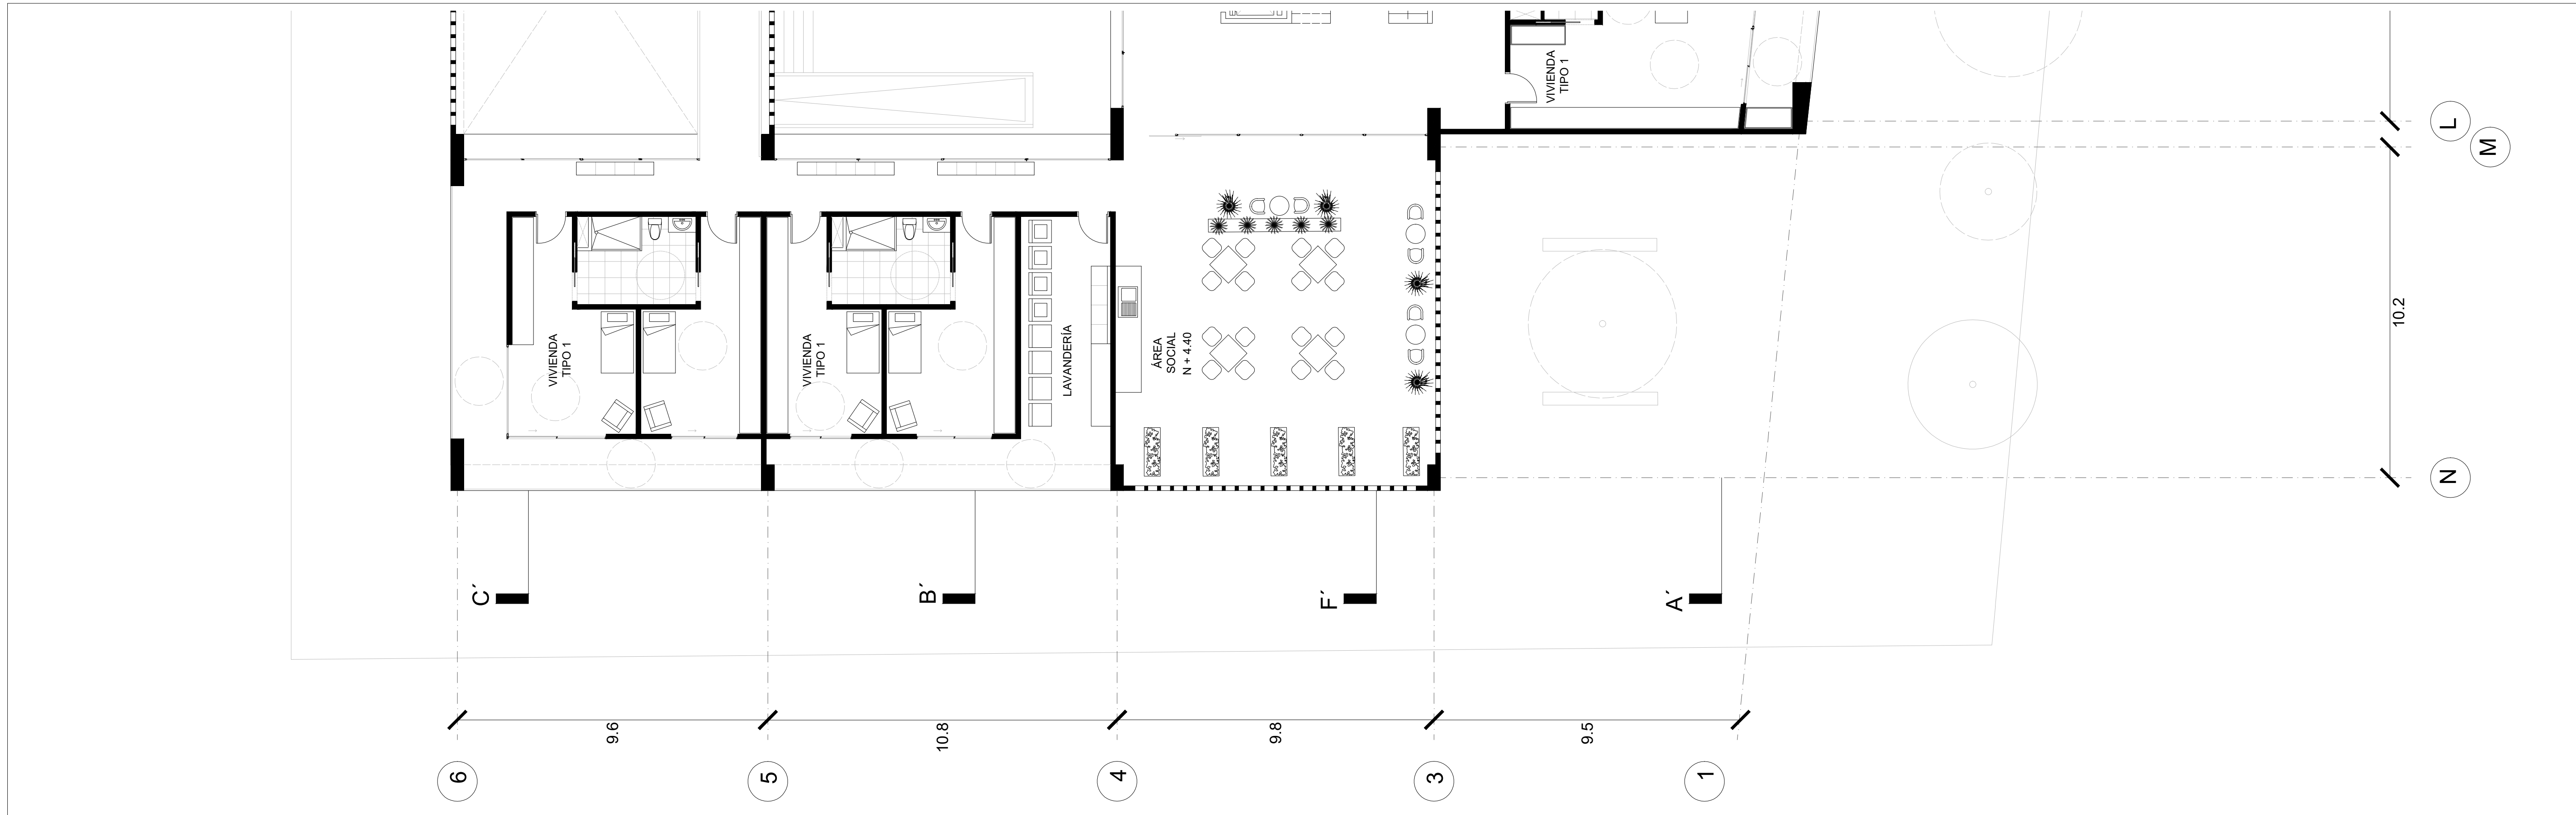 VIVIENDA
TIPO 1
L
M
VIVIENDA
TIPO 1
VIVIENDA
TIPO 1
LAVANDERÍA
ÁREA
SOCIAL
N + 4.40
10.2
N
C´
B´
F´
A´
9.6
10.8
9.8
9.5
6
5
4
3
1